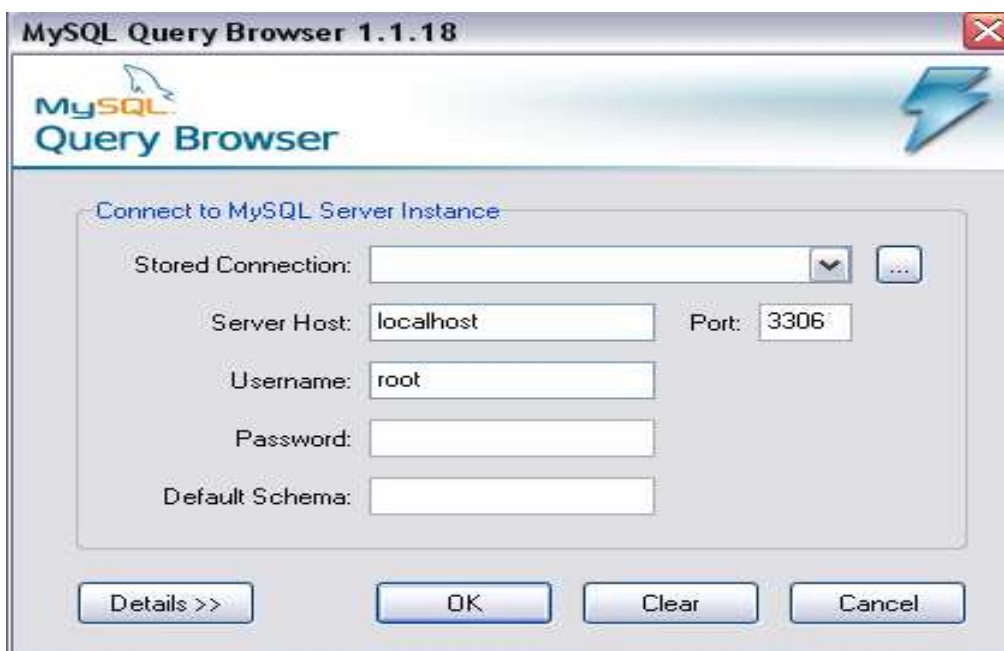 MySQL Query Browser 1.1.18
MySQL
Query Browser
Connect to MySQL Server Instance
Stored Connection:
...
Server Host: localhost Port: 3306
Username: root
Password:
Default Schema:
Details >> OK Clear Cancel